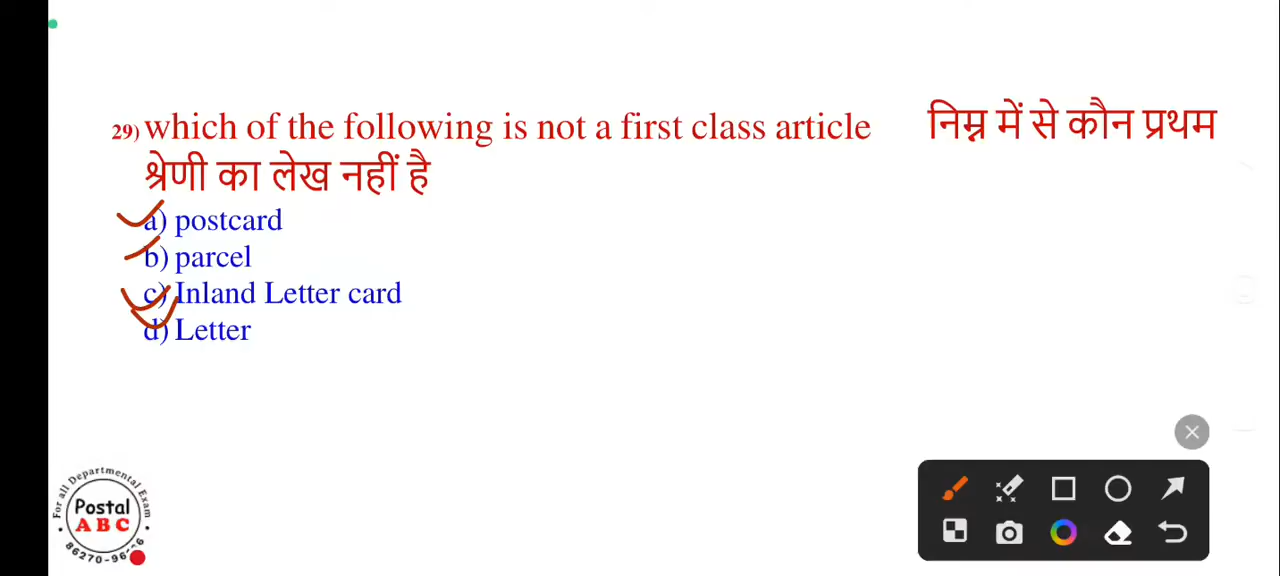 29) which of the following is not a first class article निम्न में से कौन प्रथम
श्रेणी का लेख नहीं है
a) postcard
b) parcel
c) Inland Letter card
d) Letter
For all Departmental Exam
Postal
A B C